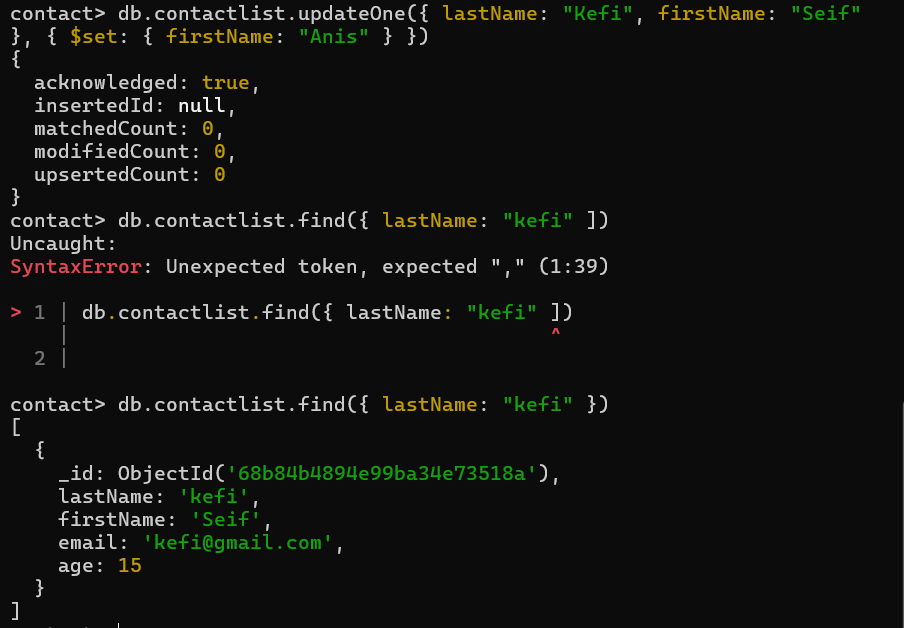 contact> db.contactlist.updateOne({ lastName: "Kefi", firstName: "Seif"
}, { $set: { firstName: "Anis" } })
{
  acknowledged: true,
  insertedId: null,
  matchedCount: 0,
  modifiedCount: 0,
  upsertedCount: 0
}
contact> db.contactlist.find({ lastName: "kefi" ])
Uncaught:
SyntaxError: Unexpected token, expected "," (1:39)

> 1 | db.contactlist.find({ lastName: "kefi" ])
    |                                        ^
  2 |

contact> db.contactlist.find({ lastName: "kefi" })
[
  {
    _id: ObjectId('68b84b4894e99ba34e73518a'),
    lastName: 'kefi',
    firstName: 'Seif',
    email: 'kefi@gmail.com',
    age: 15
  }
]